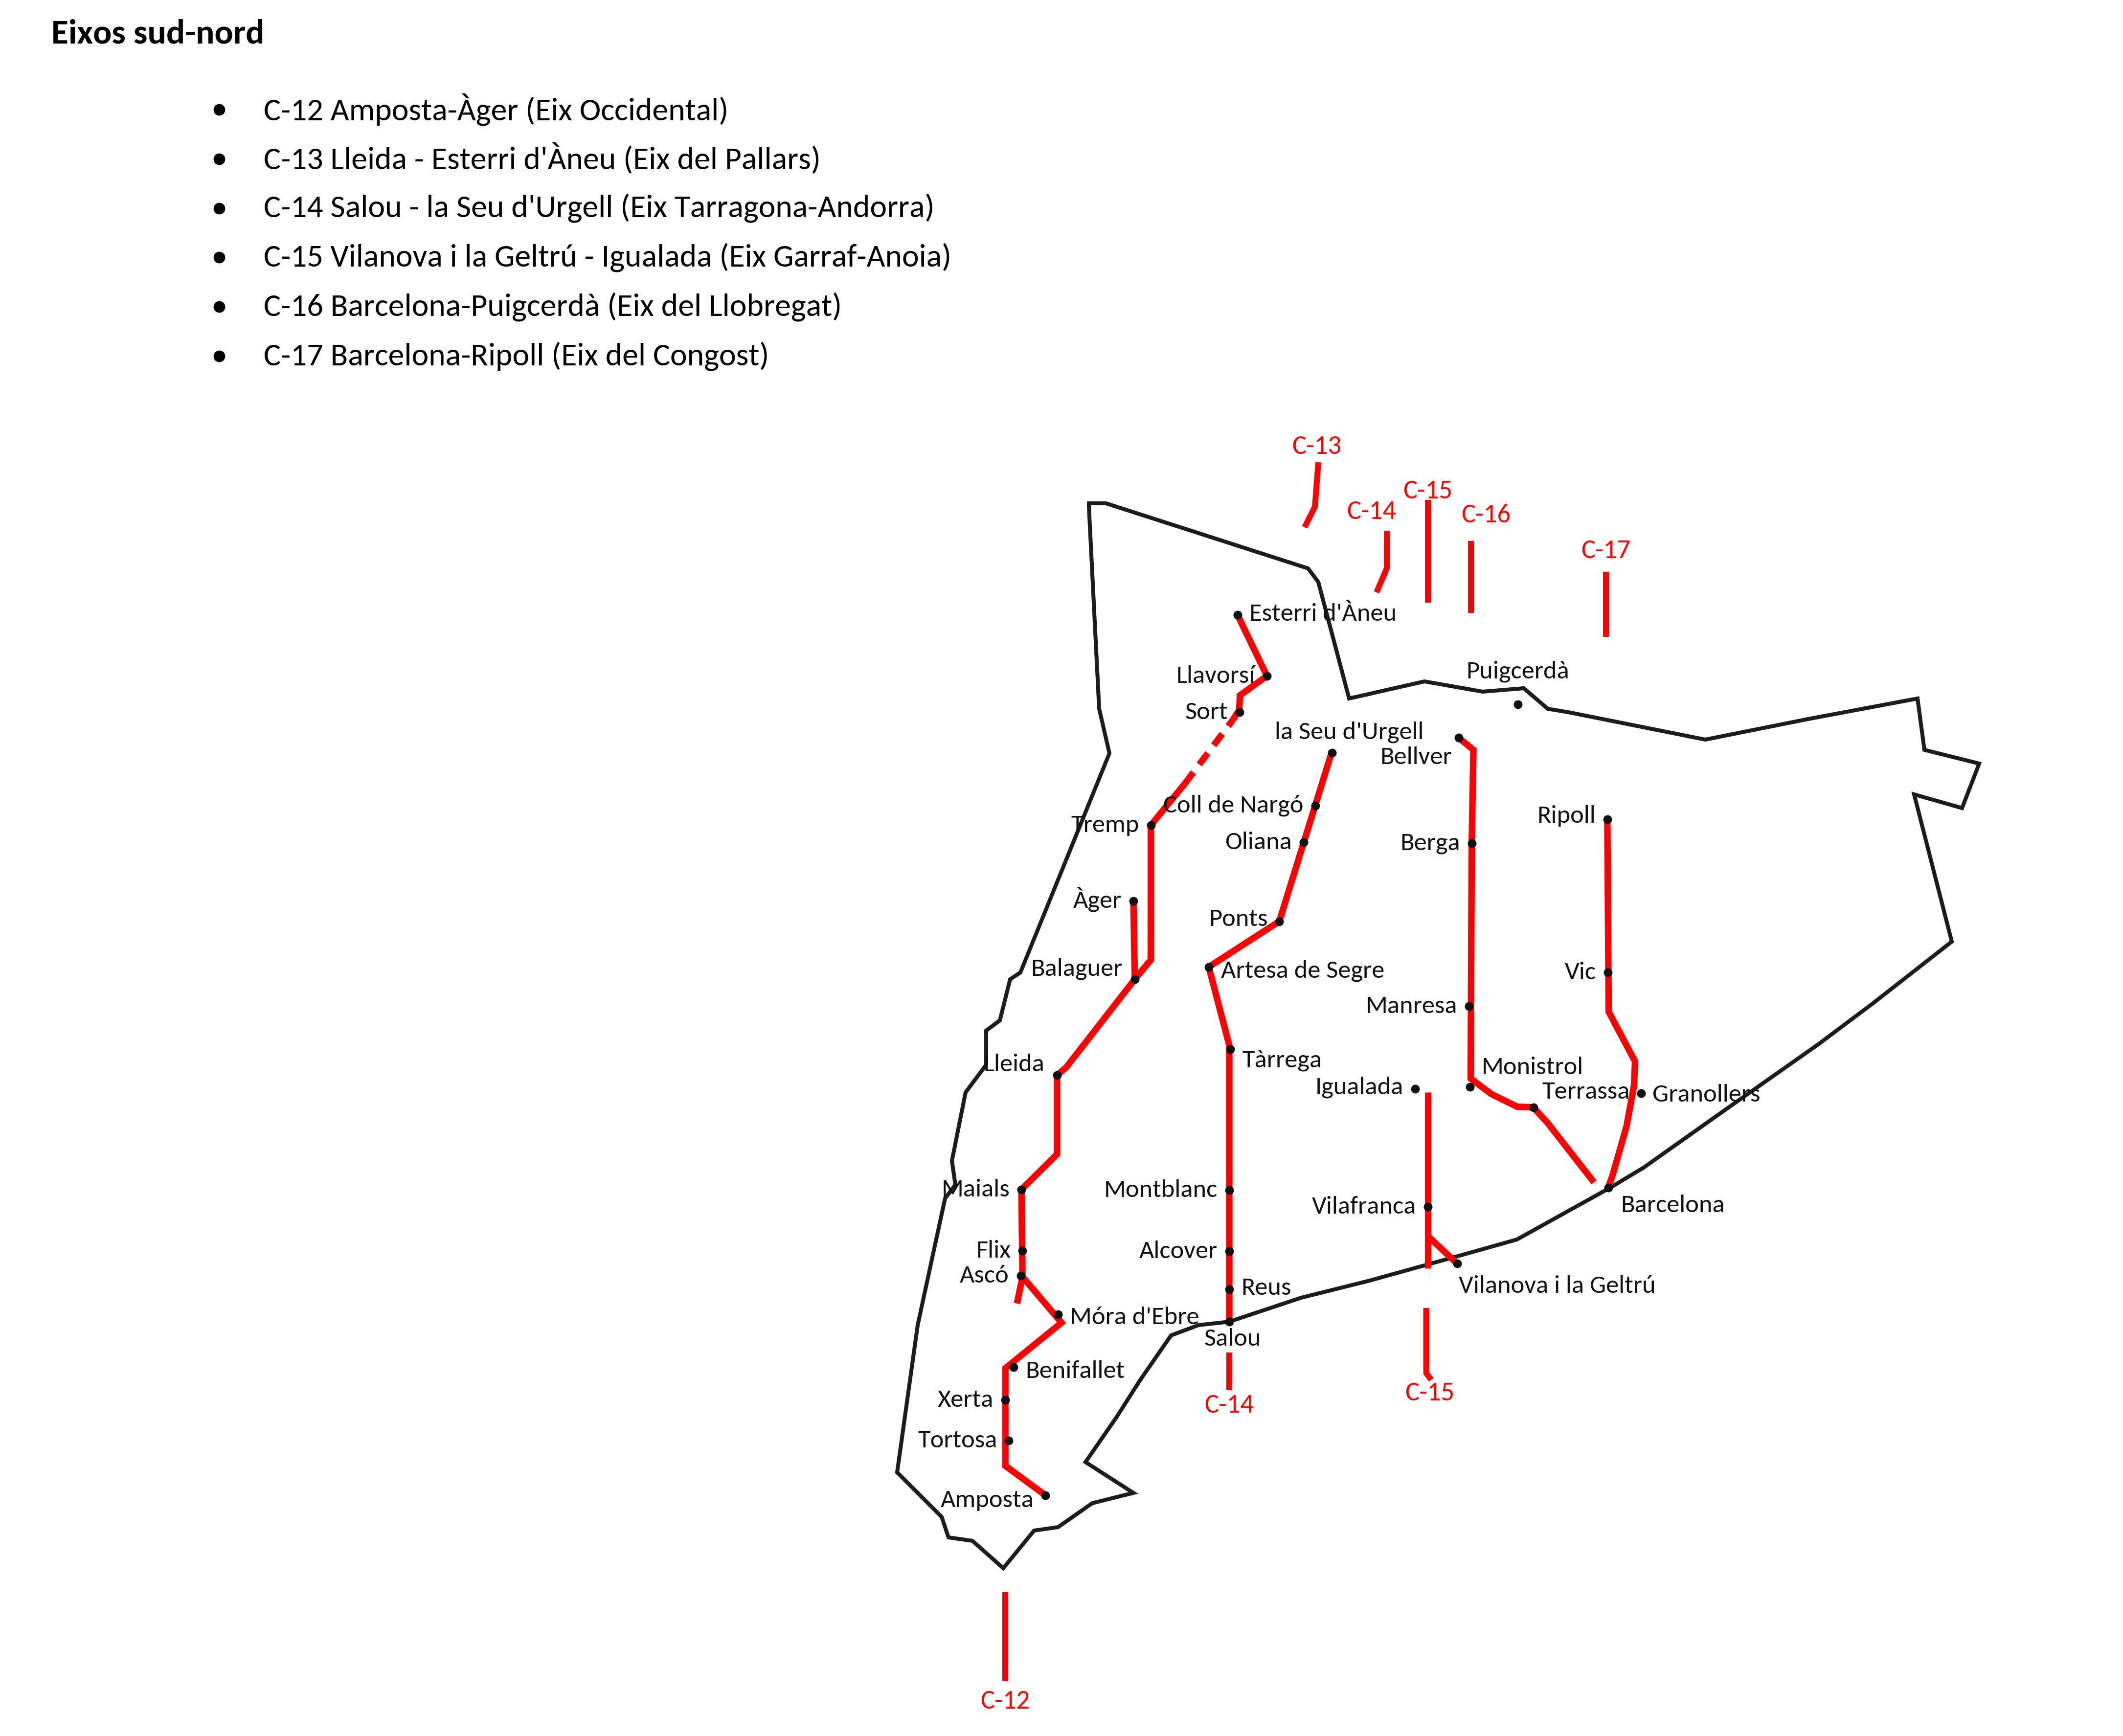 Eixos sud-nord
• C-12 Amposta-Àger (Eix Occidental)
• C-13 Lleida - Esterri d'Àneu (Eix del Pallars)
• C-14 Salou - la Seu d'Urgell (Eix Tarragona-Andorra)
• C-15 Vilanova i la Geltrú - Igualada (Eix Garraf-Anoia)
• C-16 Barcelona-Puigcerdà (Eix del Llobregat)
• C-17 Barcelona-Ripoll (Eix del Congost)
C-13
C-15
C-14
C-16
C-17
Esterri d'Àneu
Puigcerdà
Llavorsí
Sort
la Seu d'Urgell
Bellver
Coll de Nargó
Ripoll
Tremp
Oliana
Berga
Àger
Ponts
Balaguer
Artesa de Segre
Vic
Manresa
Tàrrega
Lleida
Monistrol
Igualada
Terrassa
Granollers
Maials
Montblanc
Vilafranca
Barcelona
Flix
Alcover
Ascó
Reus
Vilanova i la Geltrú
Móra d'Ebre
Salou
Benifallet
C-15
Xerta
C-14
Tortosa
Amposta
C-12